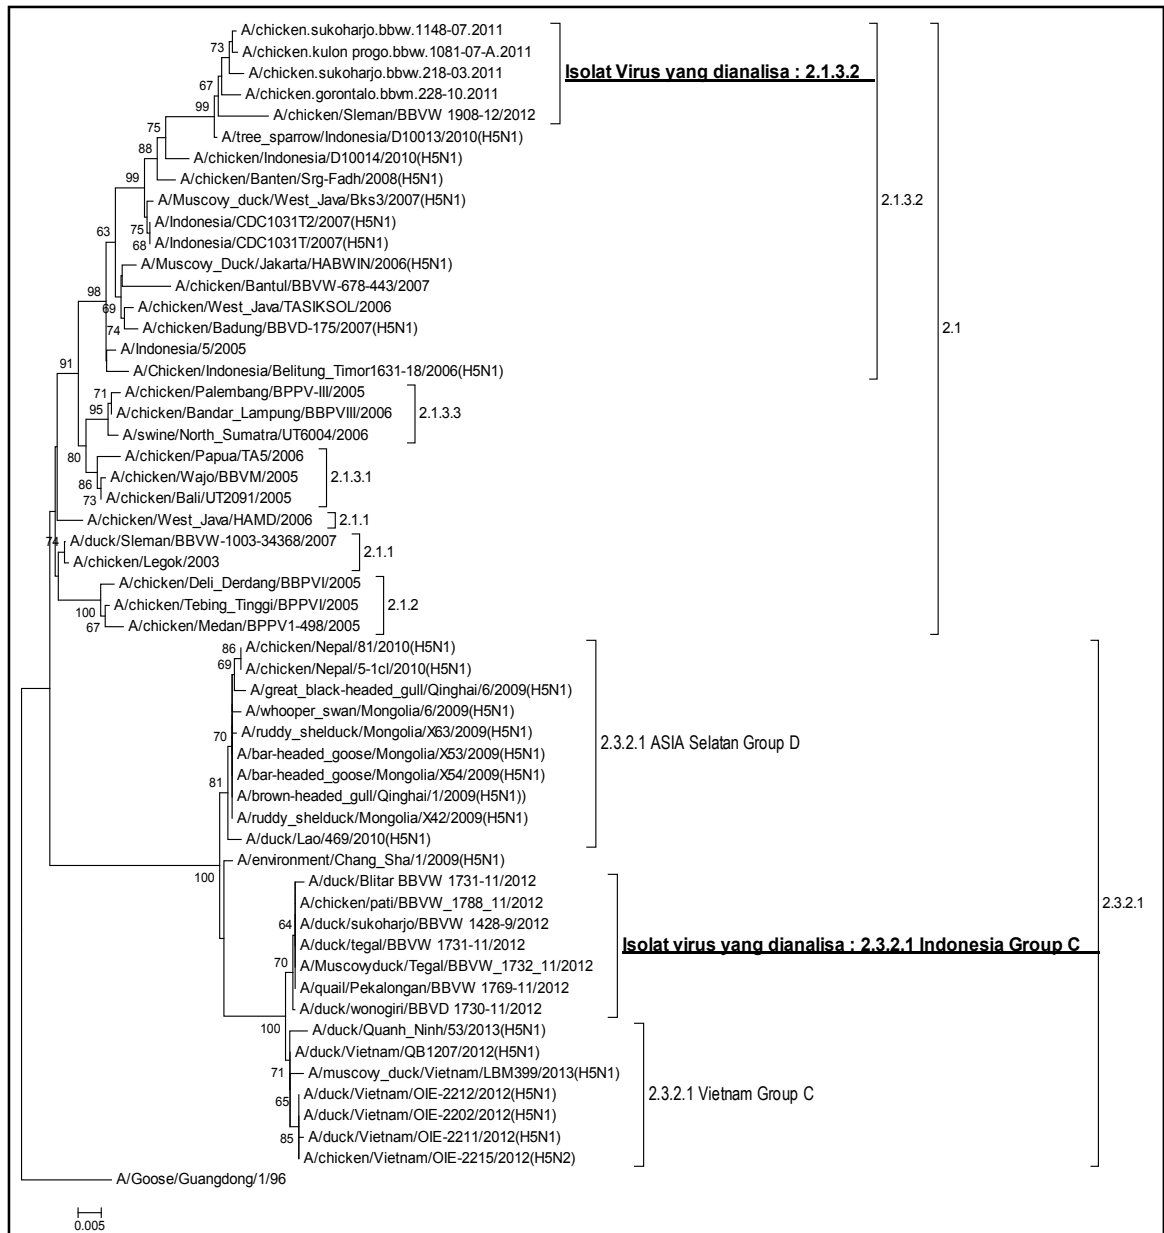 A/chicken.sukoharjo.bbvw.1148-07.2011
73
A/chicken.kulon progo.bbvw.1081-07-A.2011
A/chicken.sukoharjo.bbvw.218-03.2011
Isolat Virus yang dianalisa : 2.1.3.2
67
A/chicken.gorontalo.bbvm.228-10.2011
99
A/chicken/Sleman/BBVW 1908-12/2012
75
A/tree_sparrow/Indonesia/D10013/2010(H5N1)
88
A/chicken/Indonesia/D10014/2010(H5N1)
99
A/chicken/Banten/Srg-Fadh/2008(H5N1)
A/Muscovy_duck/West_Java/Bks3/2007(H5N1)
2.1.3.2
75
A/Indonesia/CDC1031T2/2007(H5N1)
63
68
A/Indonesia/CDC1031T/2007(H5N1)
A/Muscovy_Duck/Jakarta/HABWIN/2006(H5N1)
98
A/chicken/Bantul/BBVW-678-443/2007
69
A/chicken/West_Java/TASIKSOL/2006
74
A/chicken/Badung/BBVD-175/2007(H5N1)
2.1
A/Indonesia/5/2005
91
A/Chicken/Indonesia/Belitung_Timor1631-18/2006(H5N1)
71
A/chicken/Palembang/BPPV-III/2005
95
A/chicken/Bandar_Lampung/BBPVIII/2006
2.1.3.3
A/swine/North_Sumatra/UT6004/2006
80
A/chicken/Papua/TA5/2006
86
A/chicken/Wajo/BBVM/2005
2.1.3.1
73
A/chicken/Bali/UT2091/2005
A/chicken/West_Java/HAMD/2006
2.1.1
74
A/duck/Sleman/BBVW-1003-34368/2007
2.1.1
A/chicken/Legok/2003
A/chicken/Deli_Derdang/BBPVI/2005
100
A/chicken/Tebing_Tinggi/BPPVI/2005
2.1.2
67
A/chicken/Medan/BPPV1-498/2005
86
A/chicken/Nepal/81/2010(H5N1)
69
A/chicken/Nepal/5-1cl/2010(H5N1)
A/great_black-headed_gull/Qinghai/6/2009(H5N1)
A/whooper_swan/Mongolia/6/2009(H5N1)
70
A/ruddy_shelduck/Mongolia/X63/2009(H5N1)
2.3.2.1 ASIA Selatan Group D
A/bar-headed_goose/Mongolia/X53/2009(H5N1)
81
A/bar-headed_goose/Mongolia/X54/2009(H5N1)
A/brown-headed_gull/Qinghai/1/2009(H5N1))
A/ruddy_shelduck/Mongolia/X42/2009(H5N1)
A/duck/Lao/469/2010(H5N1)
A/environment/Chang_Sha/1/2009(H5N1)
100
A/duck/Blitar BBVW 1731-11/2012
A/chicken/pati/BBVW_1788_11/2012
2.3.2.1
64
A/duck/sukoharjo/BBVW 1428-9/2012
A/duck/tegal/BBVW 1731-11/2012
Isolat virus yang dianalisa : 2.3.2.1 Indonesia Group C
70
A/Muscovyduck/Tegal/BBVW_1732_11/2012
A/quail/Pekalongan/BBVW 1769-11/2012
A/duck/wonogiri/BBVD 1730-11/2012
100
A/duck/Quanh_Ninh/53/2013(H5N1)
A/duck/Vietnam/QB1207/2012(H5N1)
71
A/muscovy_duck/Vietnam/LBM399/2013(H5N1)
65
A/duck/Vietnam/OIE-2212/2012(H5N1)
2.3.2.1 Vietnam Group C
A/duck/Vietnam/OIE-2202/2012(H5N1)
85
A/duck/Vietnam/OIE-2211/2012(H5N1)
A/chicken/Vietnam/OIE-2215/2012(H5N2)
A/Goose/Guangdong/1/96
0.005